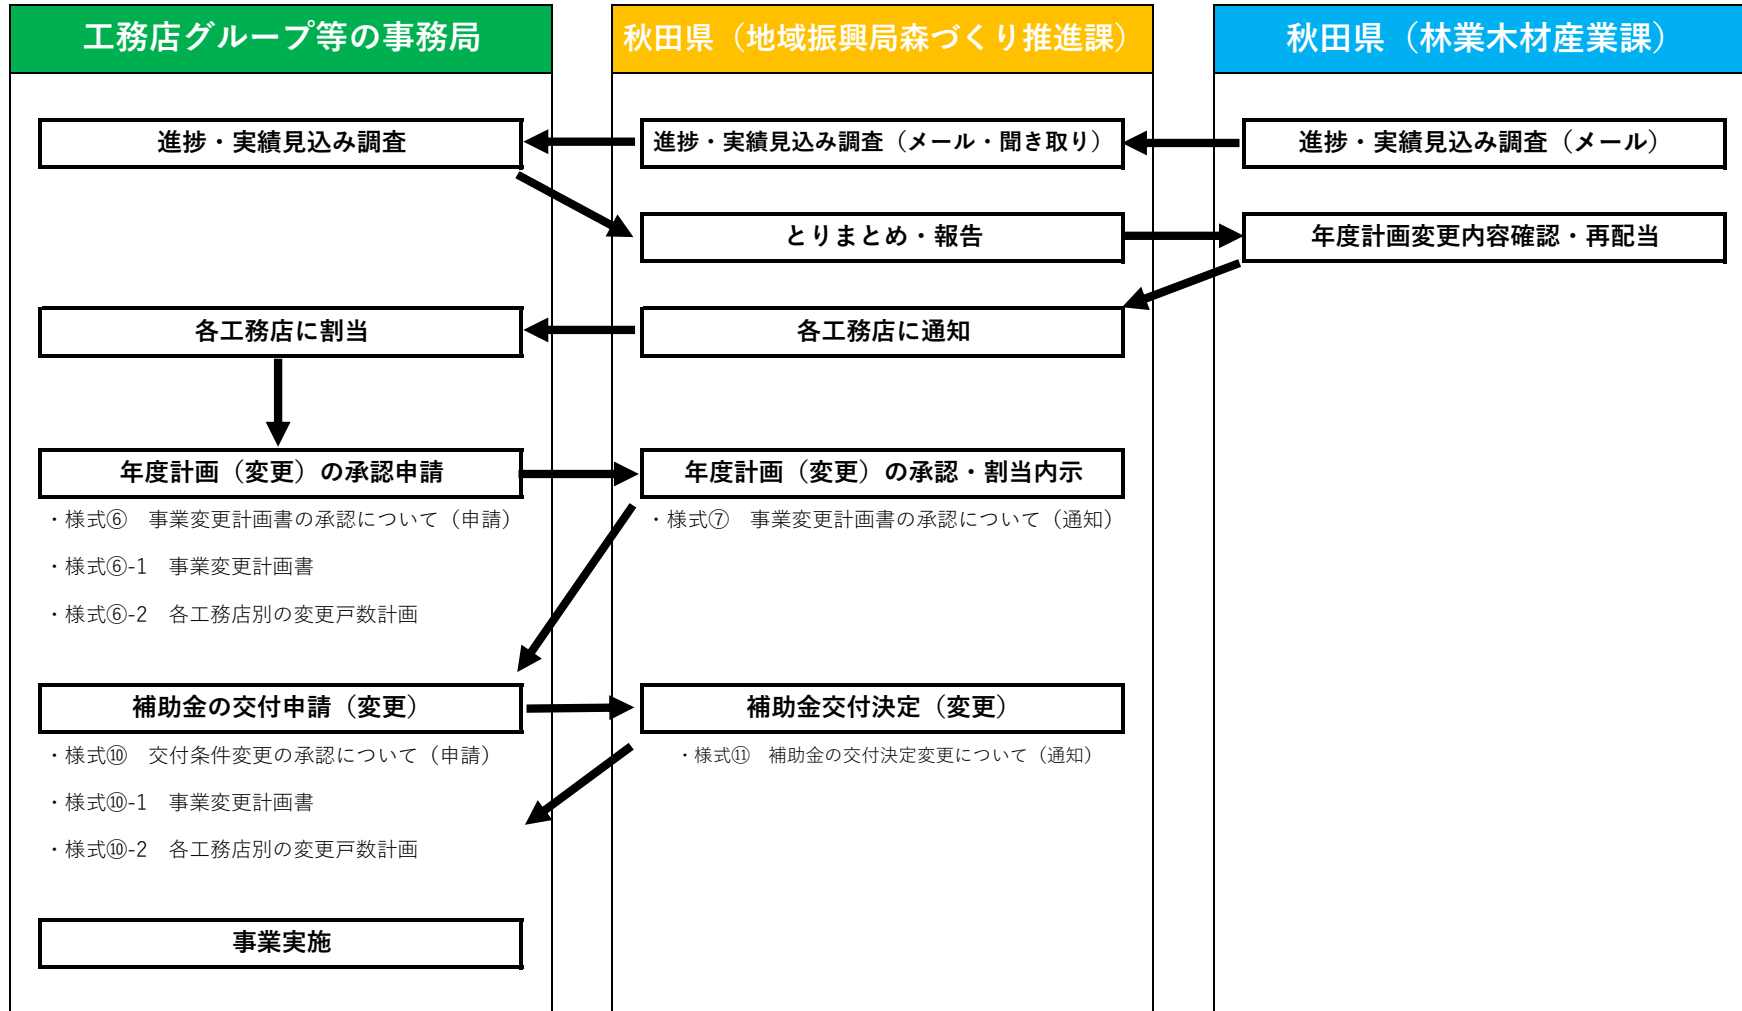 工務店グループ等の事務局
秋田県（地域振興局森づくり推進課）
秋田県（林業木材産業課）
進捗・実績見込み調査
進捗・実績見込み調査（メール・聞き取り）
進捗・実績見込み調査（メール）
とりまとめ・報告
年度計画変更内容確認・再配当
各工務店に割当
各工務店に通知
年度計画（変更）の承認申請
年度計画（変更）の承認・割当内示
・様式⑥　事業変更計画書の承認について（申請）
・様式⑦　事業変更計画書の承認について（通知）
・様式⑥-1　事業変更計画書
・様式⑥-2　各工務店別の変更戸数計画
補助金の交付申請（変更）
補助金交付決定（変更）
・様式⑩　交付条件変更の承認について（申請）
・様式⑪　補助金の交付決定変更について（通知）
・様式⑩-1　事業変更計画書
・様式⑩-2　各工務店別の変更戸数計画
事業実施